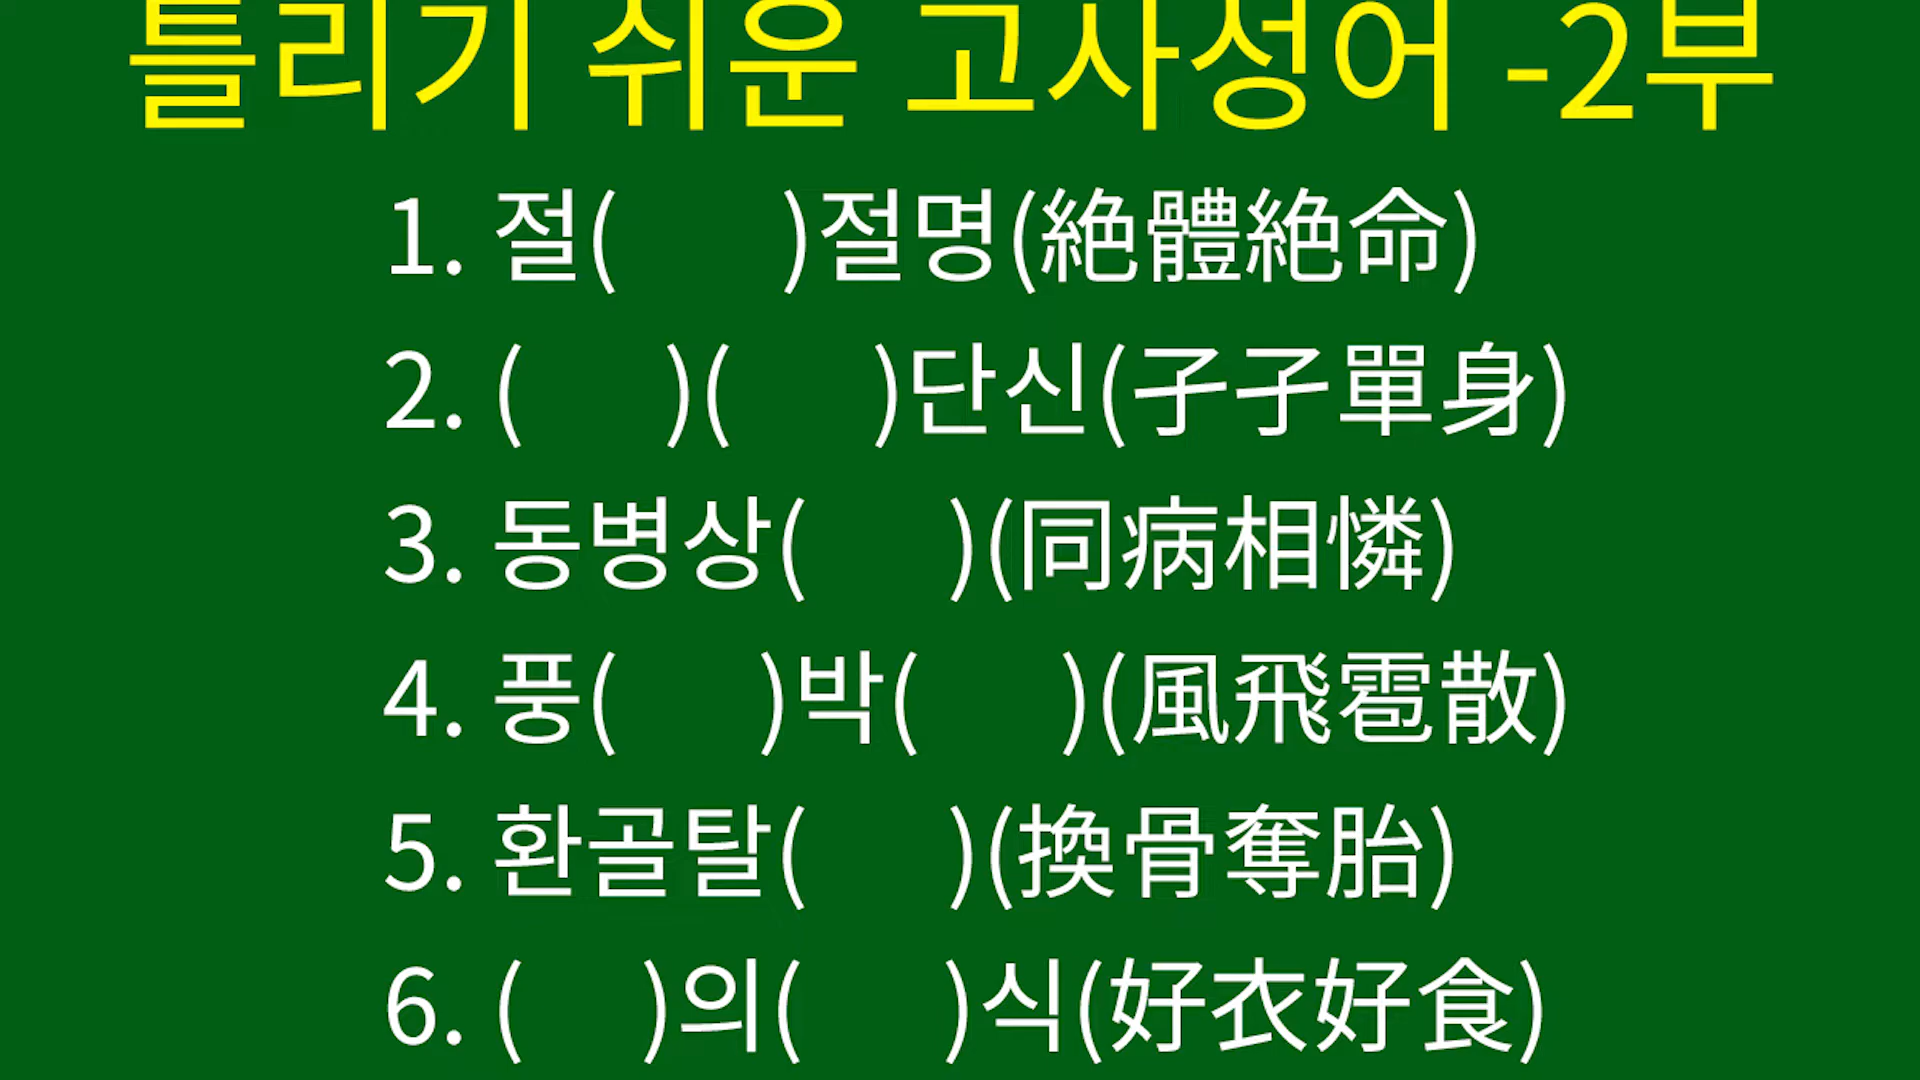 틀리기 쉬운 고사성어 -2부
1. 절( )절명(絶體絶命)
2. ( )( )단신(孑孑單身)
3. 동병상( )(同病相憐)
4. 풍( )박( )(風飛雹散)
5. 환골탈( )(換骨奪胎)
6. ( )의( )식(好衣好食)